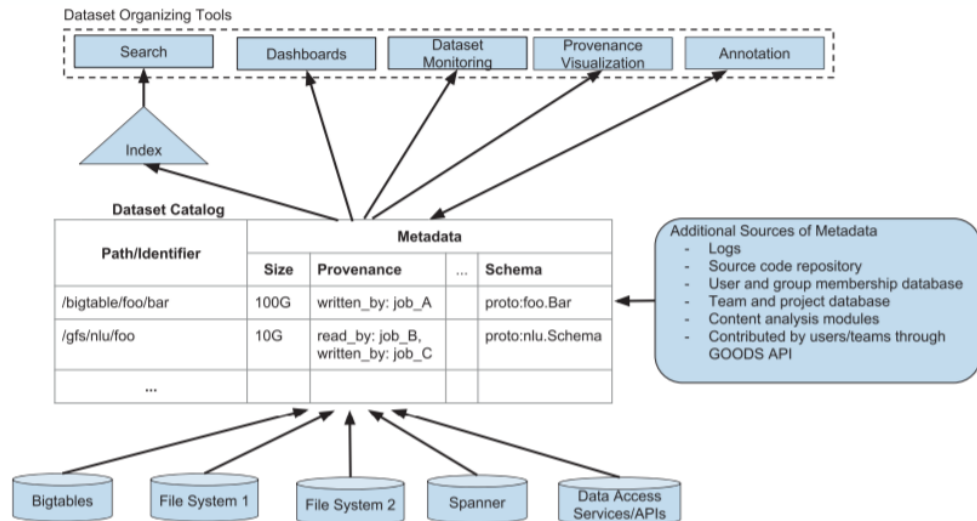 Dataset Organizing Tools
Search
Dashboards
Dataset
Monitoring
Provenance
Visualization
Annotation
Index
Dataset Catalog
Path/Identifier
Metadata
Size
Provenance
...
Schema
/bigtable/foo/bar
100G
written_by: job_A
proto:foo.Bar
/gfs/nlu/foo
10G
read_by: job_B,
written_by: job_C
proto:nlu.Schema
...
Additional Sources of Metadata
- Logs
- Source code repository
- User and group membership database
- Team and project database
- Content analysis modules
- Contributed by users/teams through
GOODS API
Bigtables
File System 1
File System 2
Spanner
Data Access
Services/APIs